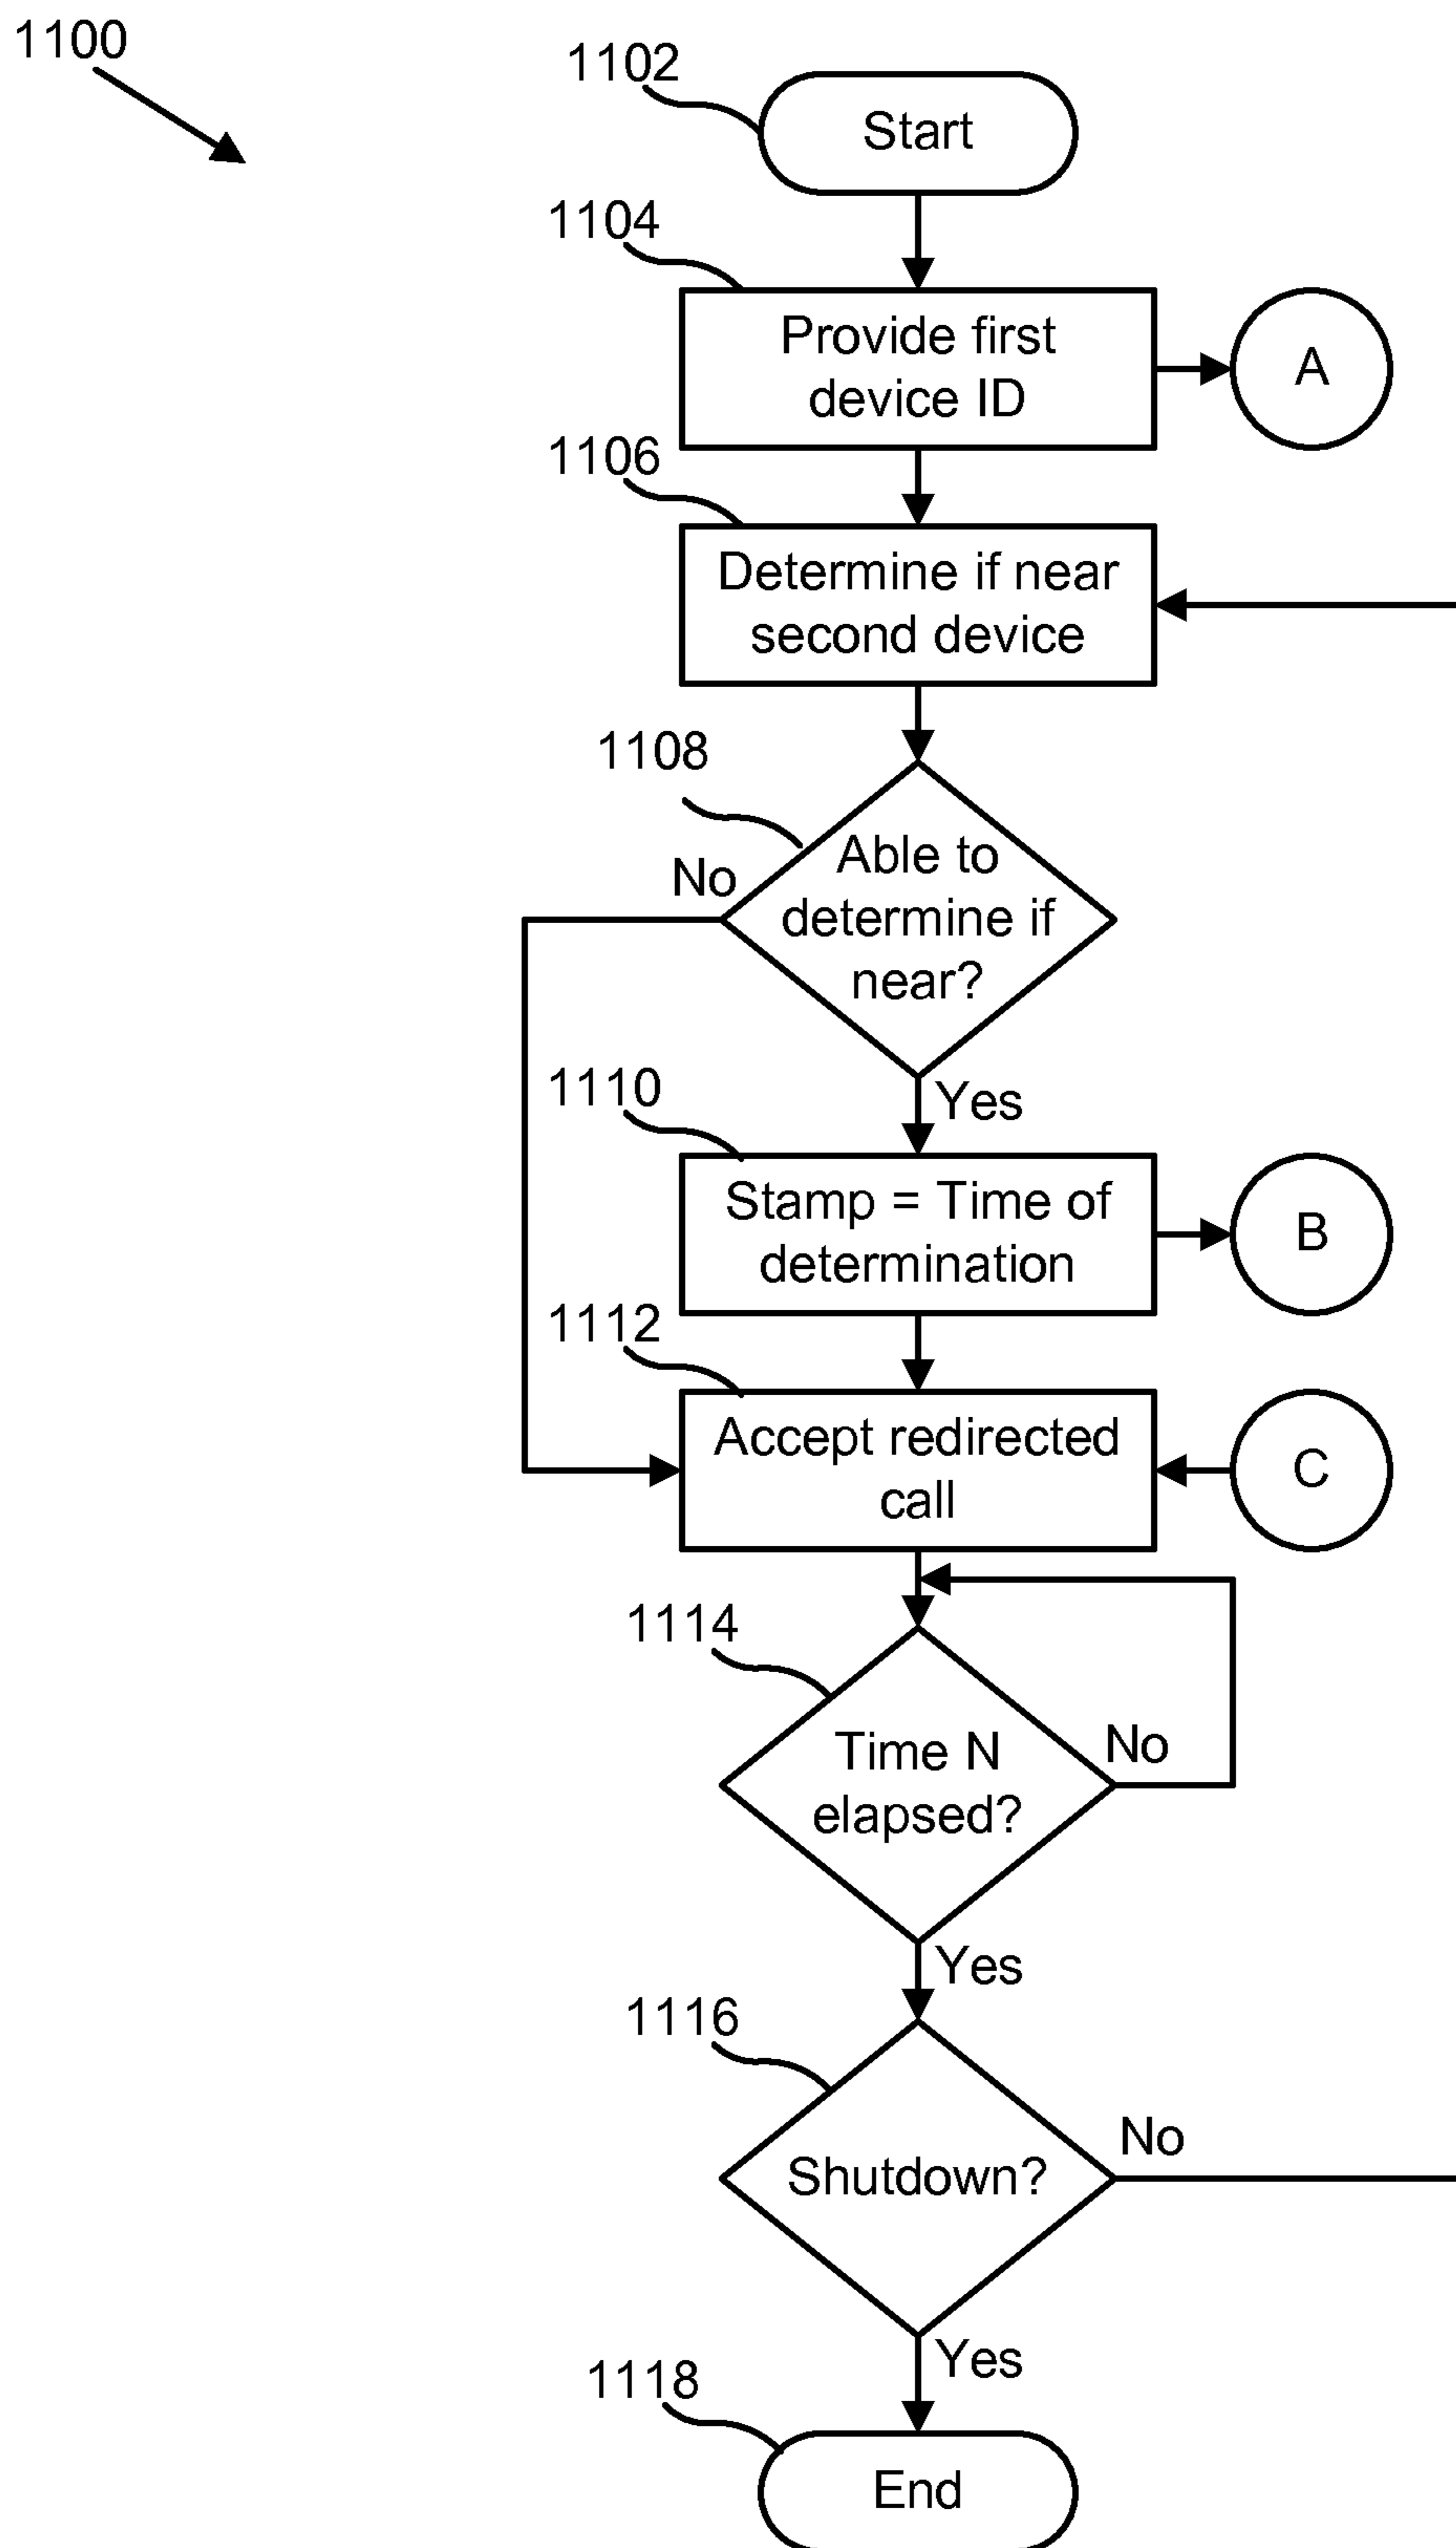 1100
1102
Start
1104
Provide first
device ID
A
1106
Determine if near
second device
1108
No
Able to
determine if
near?
Yes
1110
Stamp = Time of
determination
B
1112
Accept redirected
call
C
1114
Time N
elapsed?
No
Yes
1116
Shutdown?
No
Yes
1118
End